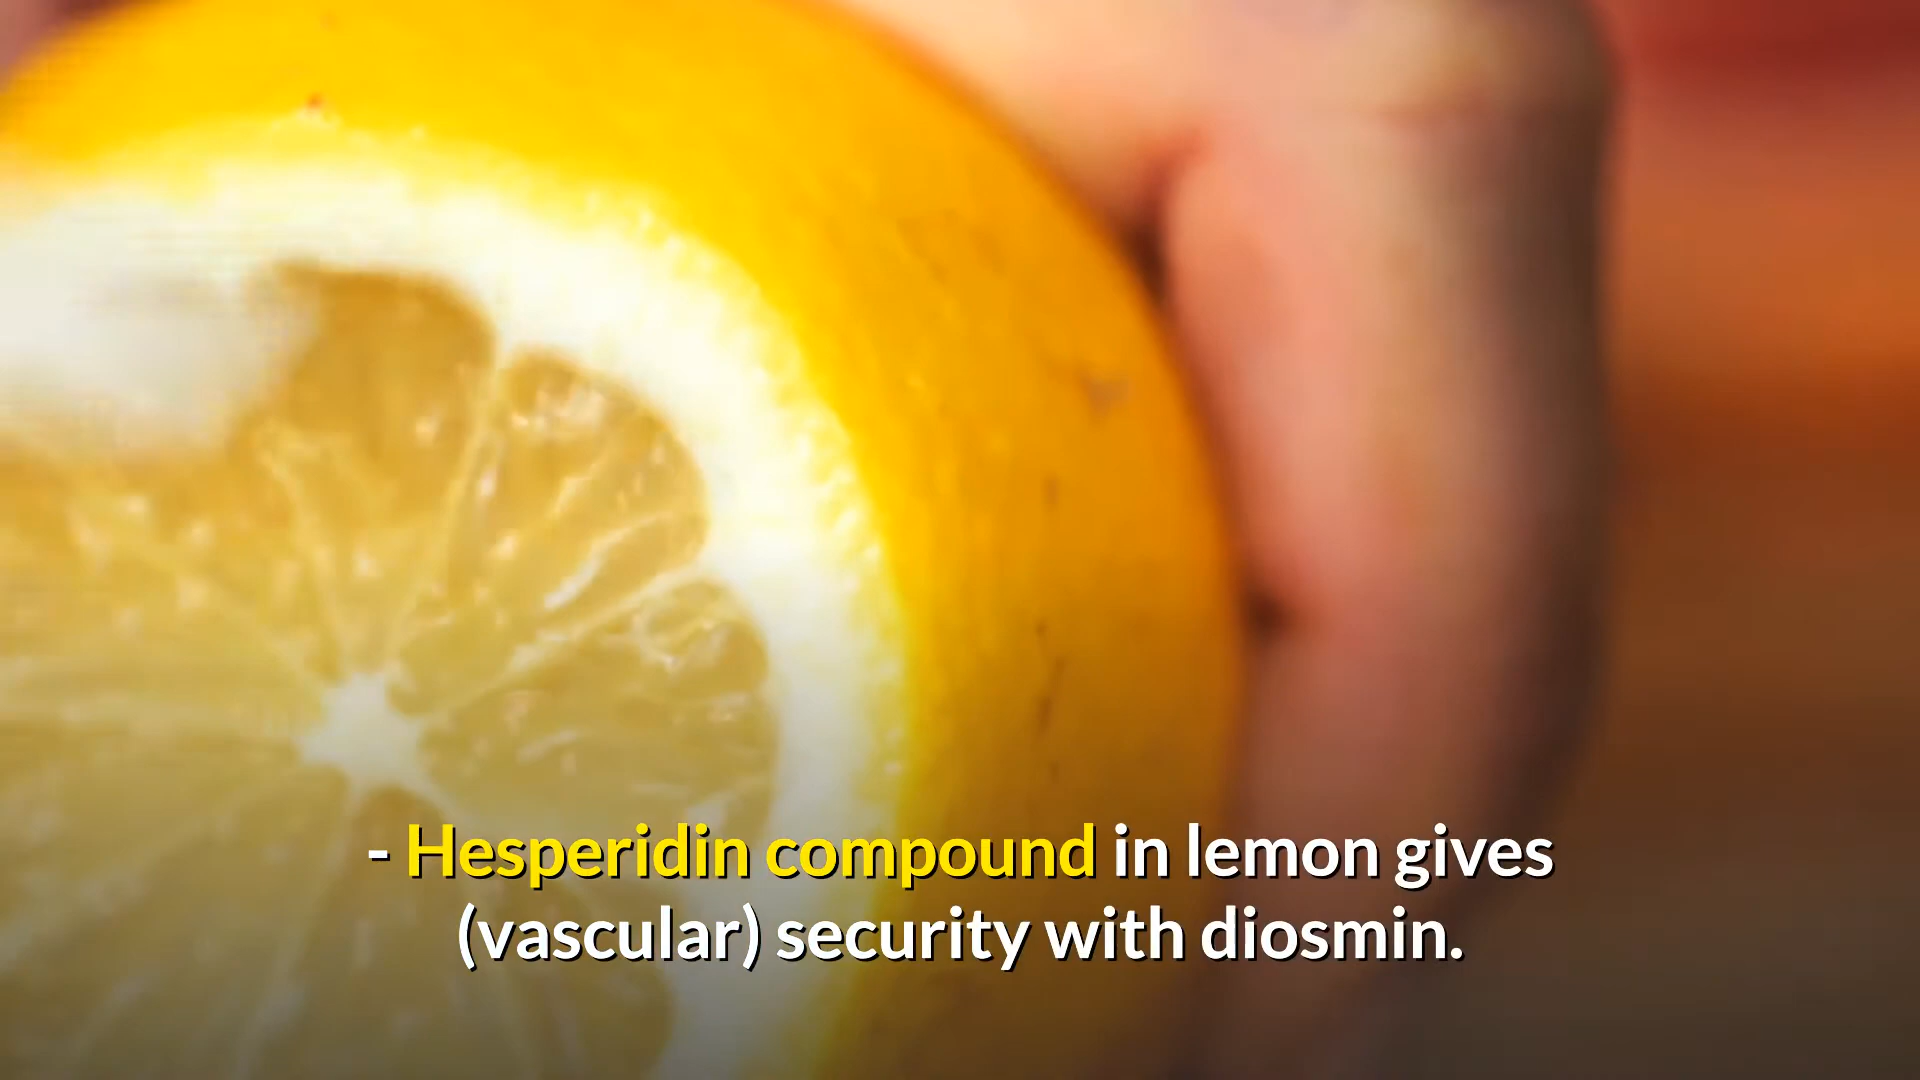 - Hesperidin compound in lemon gives
(vascular) security with diosmin.